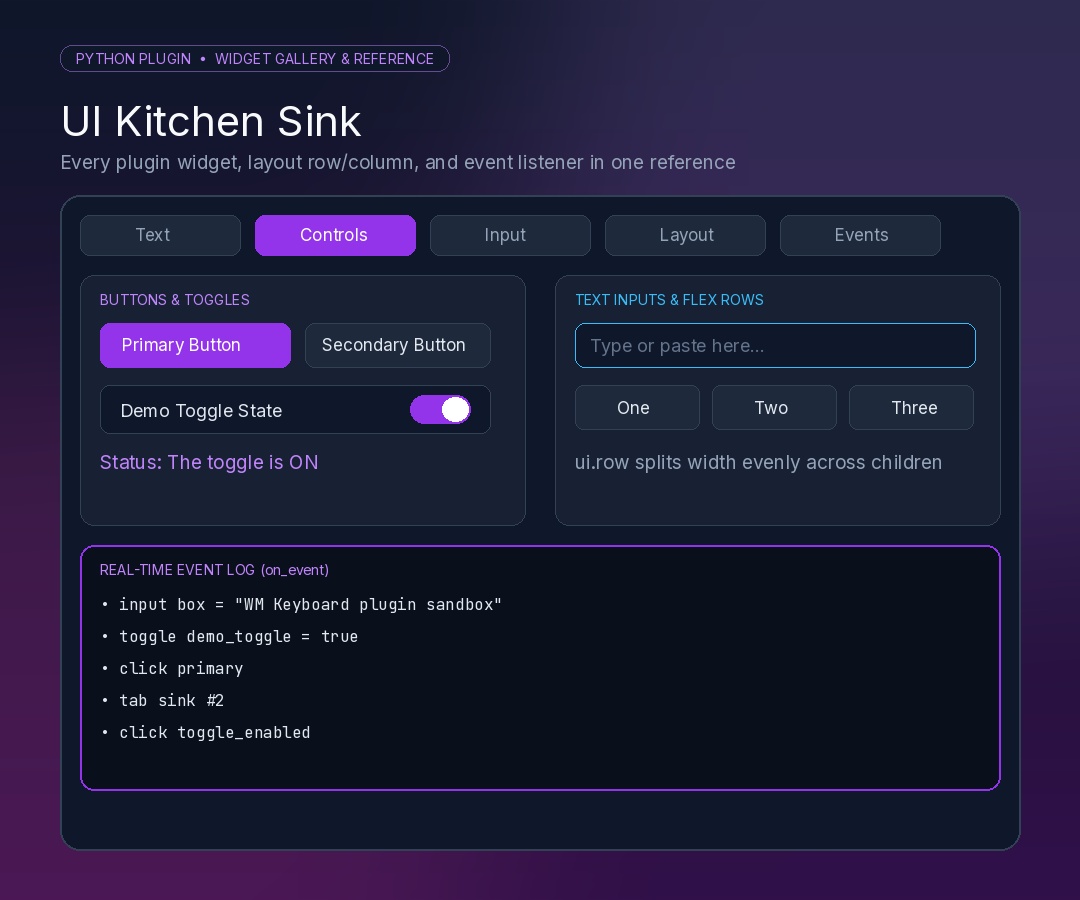 PYTHON PLUGIN • WIDGET GALLERY & REFERENCE
UI Kitchen Sink
Every plugin widget, layout row/column, and event listener in one reference
Text
Controls
Input
Layout
Events
BUTTONS & TOGGLES
Primary Button
Secondary Button
Demo Toggle State
Status: The toggle is ON
TEXT INPUTS & FLEX ROWS
Type or paste here...
One
Two
Three
ui.row splits width evenly across children
REAL-TIME EVENT LOG (on_event)
• input box = "WM Keyboard plugin sandbox"
• toggle demo_toggle = true
• click primary
• tab sink #2
• click toggle_enabled